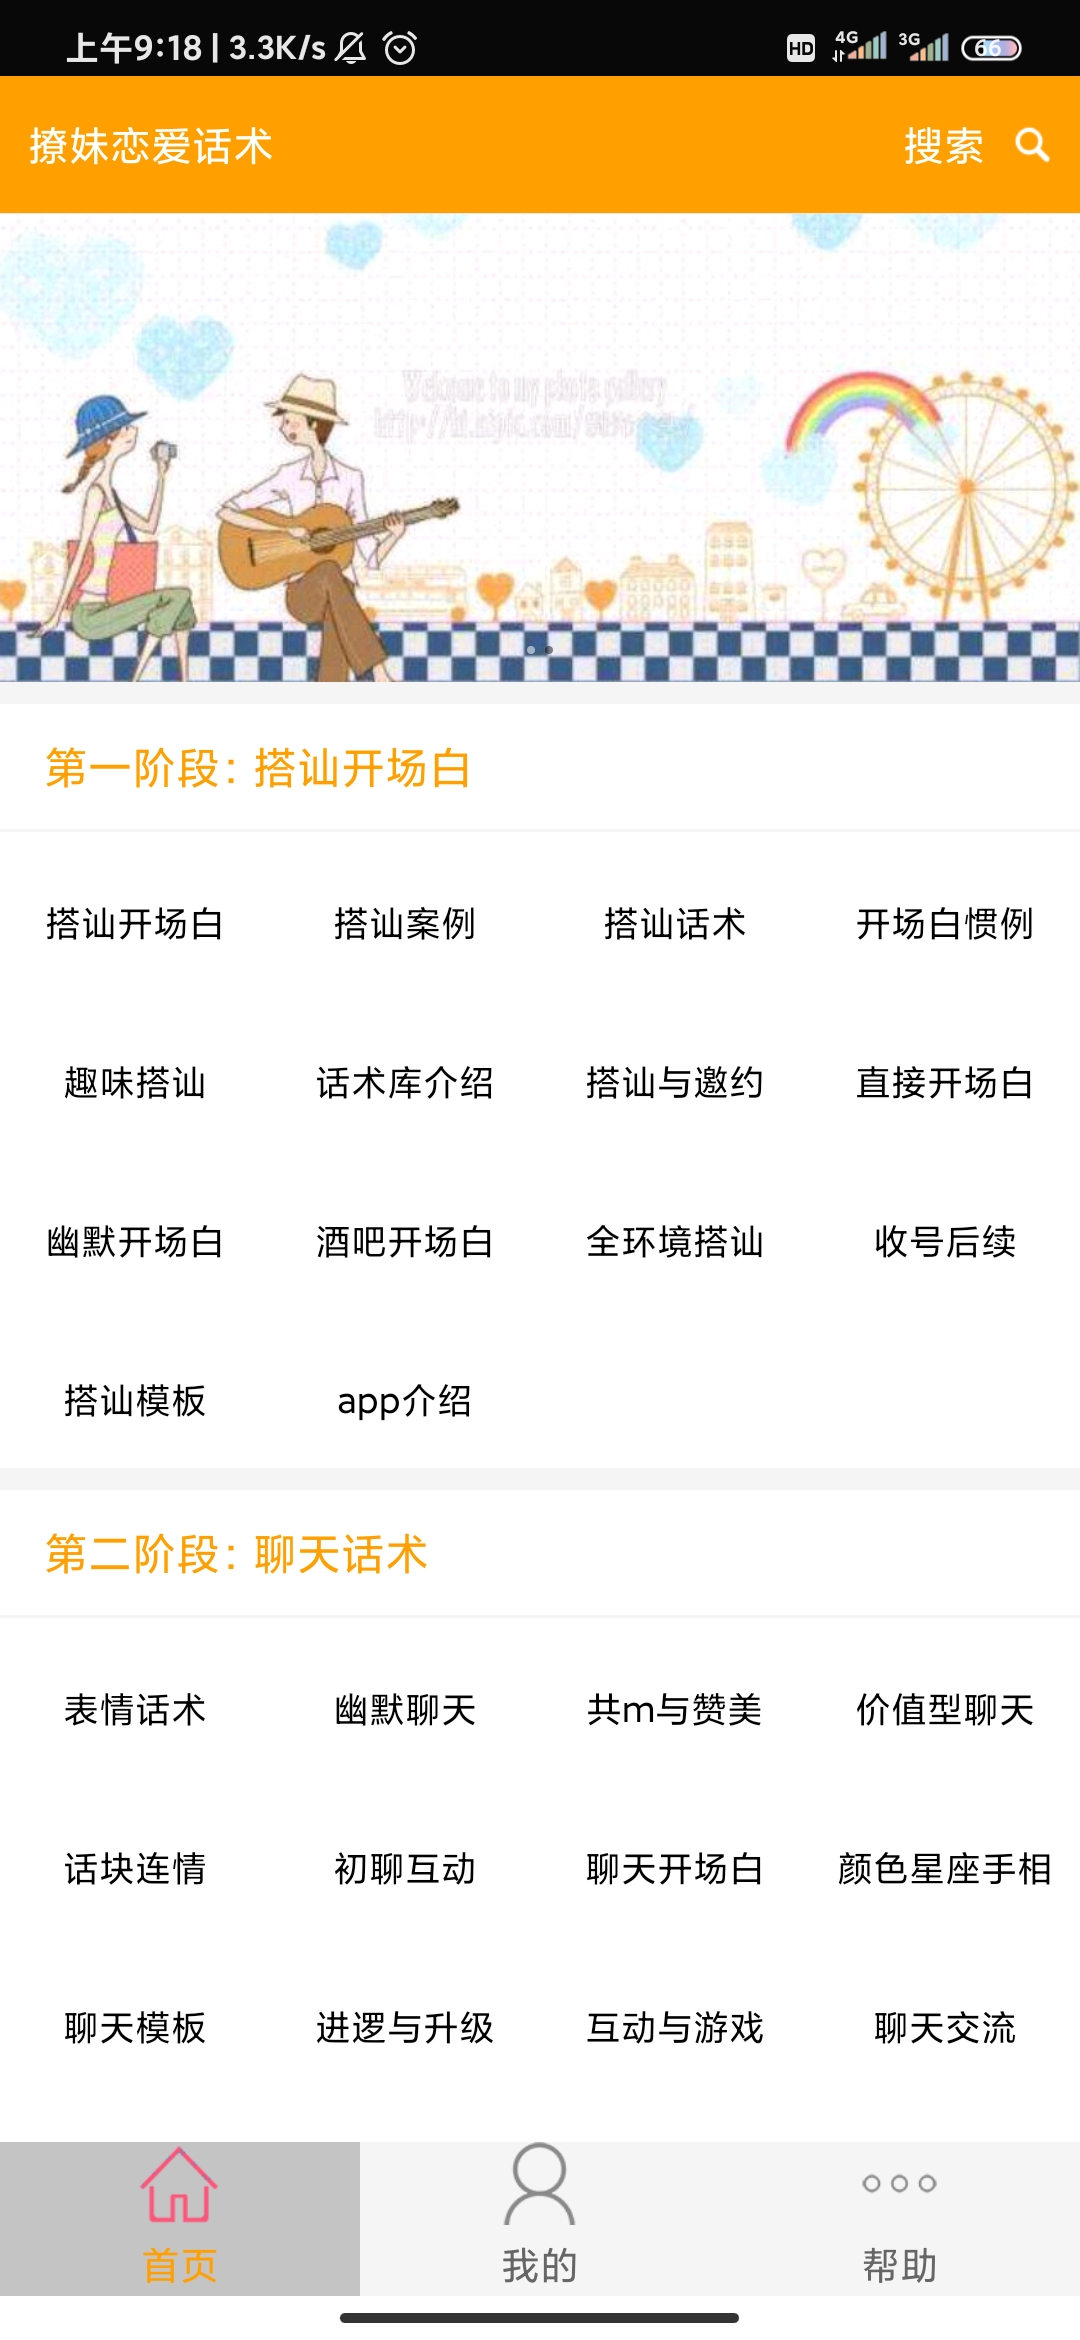 上午9:18 | 3.3K/s HD 4G 3G 66
撩妹恋爱话术 搜索
Welcome to my photo gallery
第一阶段: 搭讪开场白
搭讪开场白 搭讪案例 搭讪话术 开场白惯例
趣味搭讪 话术库介绍 搭讪与邀约 直接开场白
幽默开场白 酒吧开场白 全环境搭讪 收号后续
搭讪模板 app介绍
第二阶段: 聊天话术
表情话术 幽默聊天 共m与赞美 价值型聊天
话块连情 初聊互动 聊天开场白 颜色星座手相
聊天模板 进逻与升级 互动与游戏 聊天交流
首页 我的 帮助